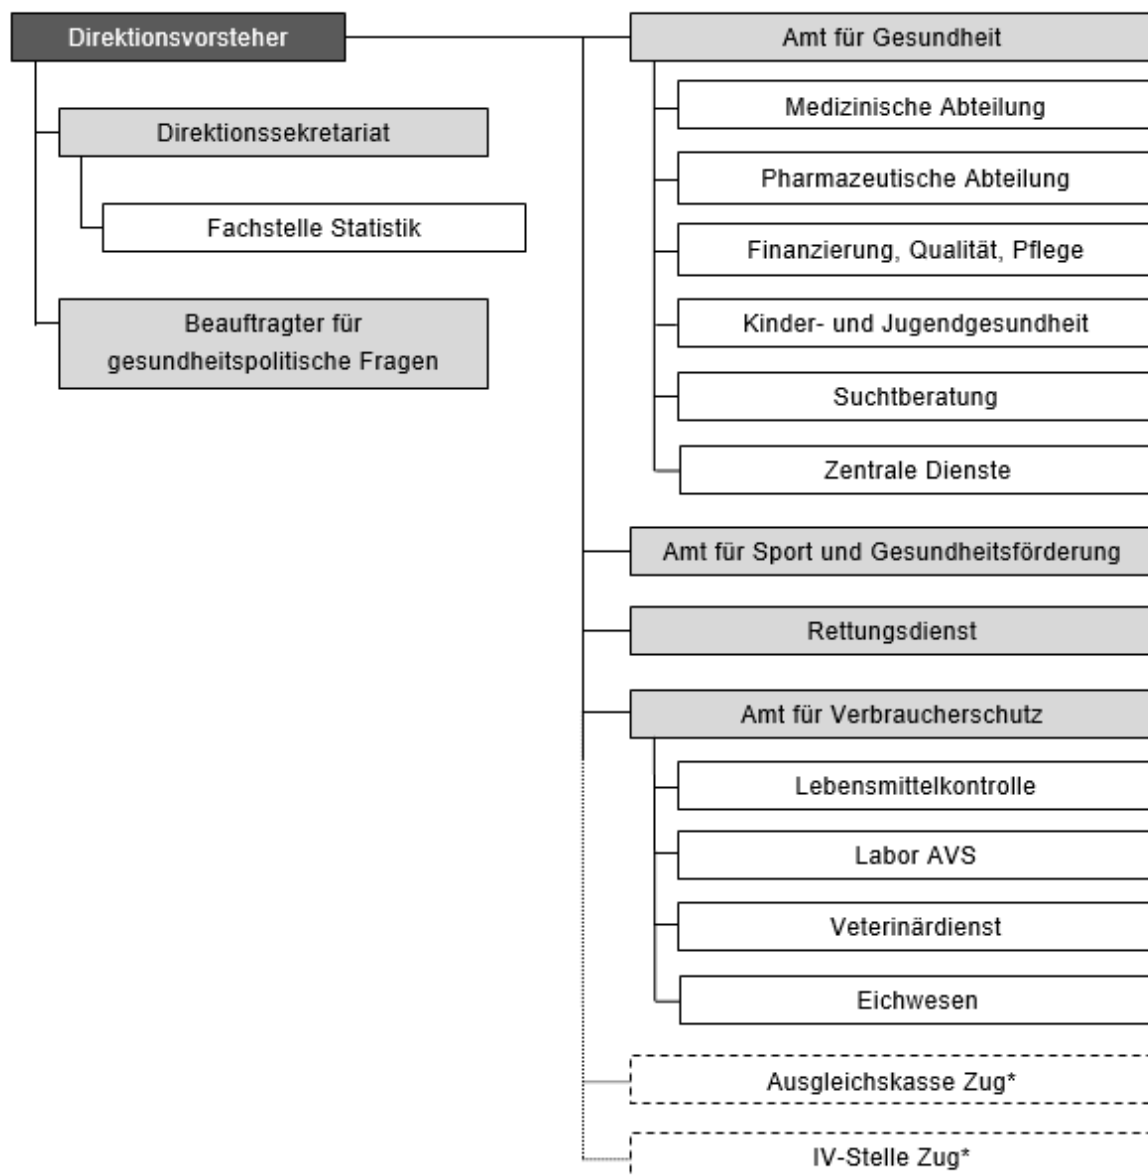 Direktionsvorsteher
Direktionssekretariat
Fachstelle Statistik
Beauftragter für
gesundheitspolitische Fragen
Amt für Gesundheit
Medizinische Abteilung
Pharmazeutische Abteilung
Finanzierung, Qualität, Pflege
Kinder- und Jugendgesundheit
Suchtberatung
Zentrale Dienste
Amt für Sport und Gesundheitsförderung
Rettungsdienst
Amt für Verbraucherschutz
Lebensmittelkontrolle
Labor AVS
Veterinärdienst
Eichwesen
Ausgleichskasse Zug*
IV-Stelle Zug*